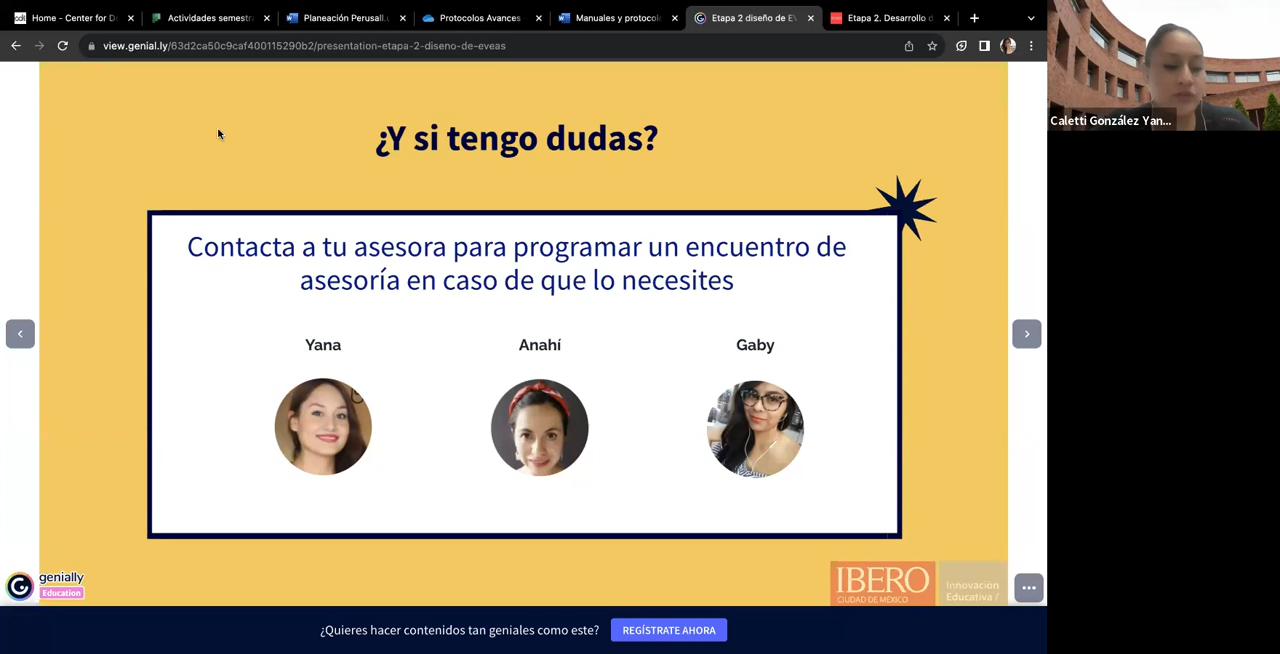 Home - Center for D
Actividades semestra
Planeación Perusall.
Protocolos Avances
Manuales y protocol
Etapa 2 diseño de EV
Etapa 2. Desarrollo d
view.genial.ly/63d2ca50c9caf400115290b2/presentation-etapa-2-diseno-de-eveas
Caletti González Yan...
¿Y si tengo dudas?
Contacta a tu asesora para programar un encuentro de
asesoría en caso de que lo necesites
Yana
Anahí
Gaby
genially
Education
IBERO
CIUDAD DE MÉXICO
Innovación
Educativa /
¿Quieres hacer contenidos tan geniales como este?
REGÍSTRATE AHORA